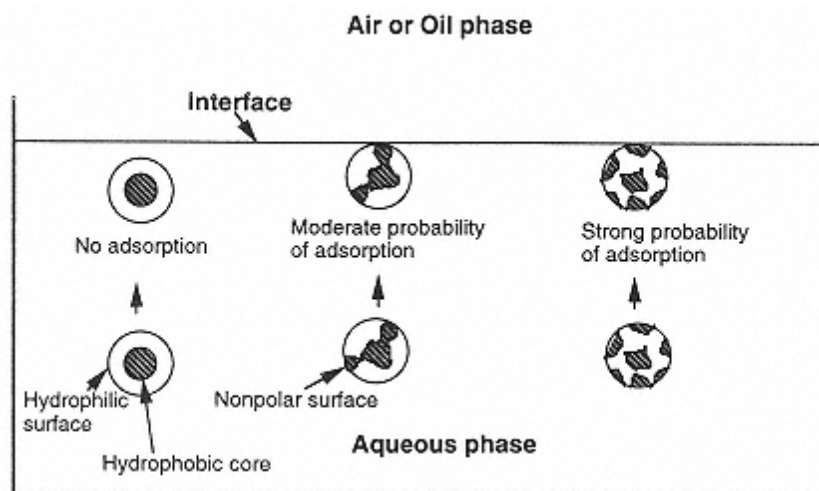 Air or Oil phase
Interface
No adsorption
Moderate probability
of adsorption
Strong probability
of adsorption
Hydrophilic
surface
Nonpolar surface
Hydrophobic core
Aqueous phase